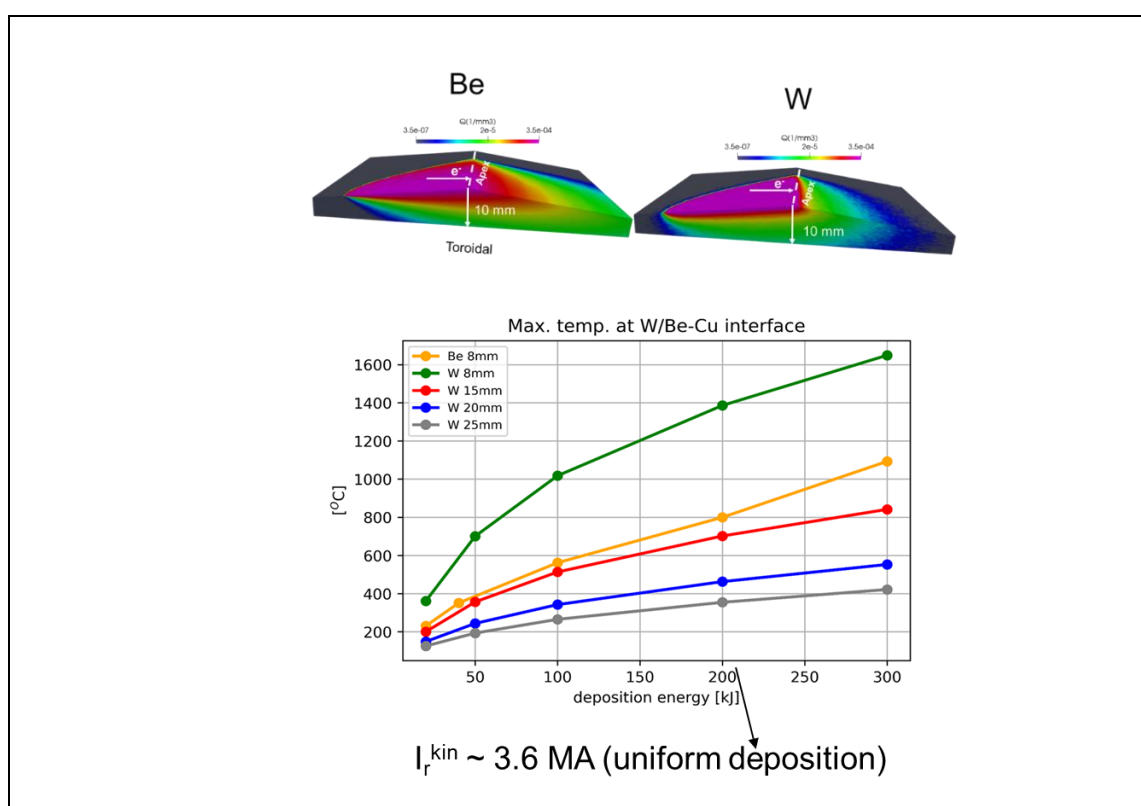 Be
W
Q(1/mm3)
3.5e-07 2e-5 3.5e-04
Q(1/mm3)
3.5e-07 2e-5 3.5e-04
e-
Apex
10 mm
Toroidal
e-
Apex
10 mm
Max. temp. at W/Be-Cu interface
Be 8mm
W 8mm
W 15mm
W 20mm
W 25mm
[°C]
1600
1400
1200
1000
800
600
400
200
50 100 150 200 250 300
deposition energy [kJ]
I_r^kin ~ 3.6 MA (uniform deposition)